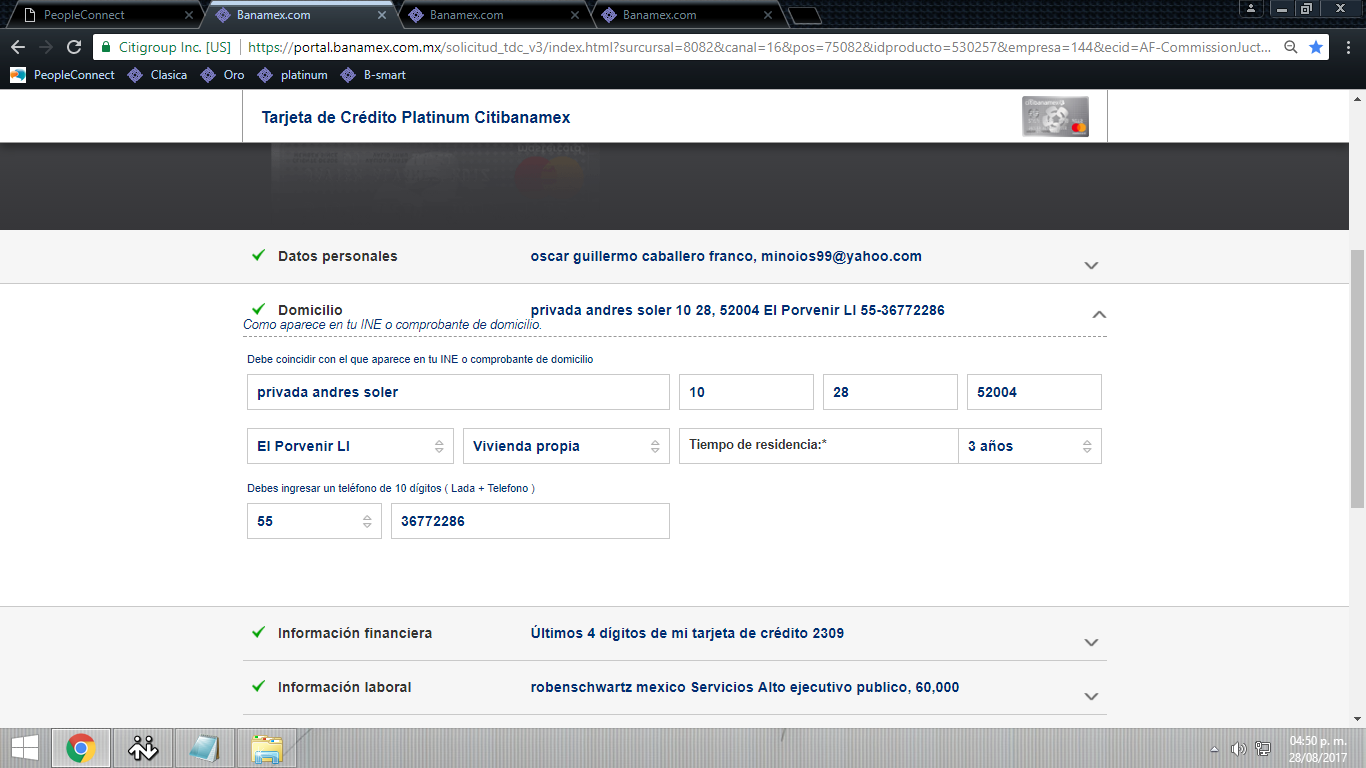 PeopleConnect
Banamex.com
Banamex.com
Banamex.com
Citigroup Inc. [US]
https://portal.banamex.com.mx/solicitud_tdc_v3/index.html?surcursal=8082&canal=16&pos=75082&idproducto=530257&empresa=144&ecid=AF-CommissionJuct...
PeopleConnect Clasica Oro platinum B-smart
Tarjeta de Crédito Platinum Citibanamex
Datos personales oscar guillermo caballero franco, minoios99@yahoo.com
Domicilio privada andres soler 10 28, 52004 El Porvenir LI 55-36772286
Como aparece en tu INE o comprobante de domicilio.
Debe coincidir con el que aparece en tu INE o comprobante de domicilio
privada andres soler 10 28 52004
El Porvenir LI Vivienda propia Tiempo de residencia:* 3 años
Debes ingresar un teléfono de 10 dígitos ( Lada + Telefono )
55 36772286
Información financiera Últimos 4 dígitos de mi tarjeta de crédito 2309
Información laboral robenschwartz mexico Servicios Alto ejecutivo publico, 60,000
04:50 p. m.
28/08/2017